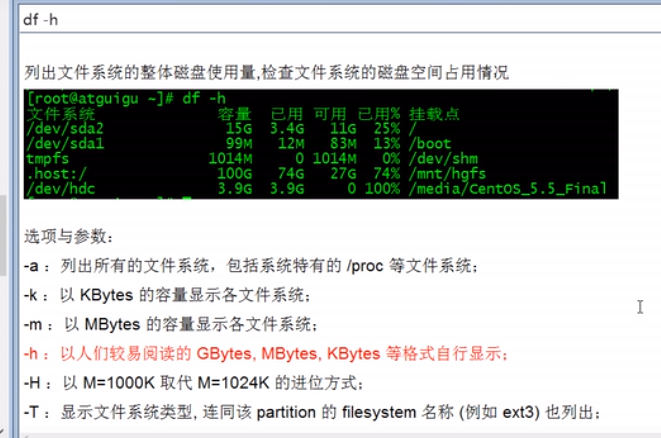 df -h
列出文件系统的整体磁盘使用量,检查文件系统的磁盘空间占用情况
[root@atguigu ~]# df -h
文件系统 容量 已用 可用 已用% 挂载点
/dev/sda2 15G 3.4G 11G 25% /
/dev/sda1 99M 12M 83M 13% /boot
tmpfs 1014M 0 1014M 0% /dev/shm
.host:/ 100G 74G 27G 74% /mnt/hgfs
/dev/hdc 3.9G 3.9G 0 100% /media/CentOS_5.5_Final
选项与参数：
-a ：列出所有的文件系统，包括系统特有的 /proc 等文件系统；
-k ：以 KBytes 的容量显示各文件系统；
-m ：以 MBytes 的容量显示各文件系统；
-h ：以人们较易阅读的 GBytes, MBytes, KBytes 等格式自行显示；
-H ：以 M=1000K 取代 M=1024K 的进位方式；
-T ：显示文件系统类型, 连同该 partition 的 filesystem 名称 (例如 ext3) 也列出；